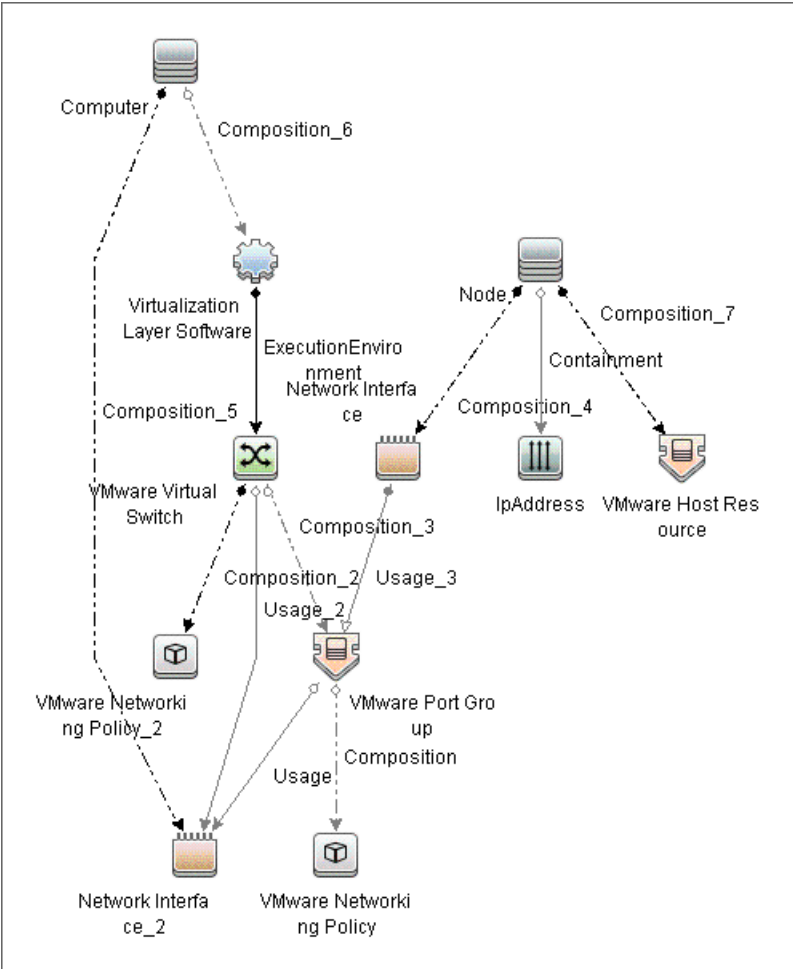 Computer
Composition_6
Virtualization
Layer Software
Node
Composition_7
ExecutionEnviro
nment
Containment
Network Interfa
ce
Composition_5
Composition_4
VMware Virtual
Switch
IpAddress
VMware Host Res
ource
Composition_3
Composition_2
Usage_3
Usage_2
VMware Networki
ng Policy_2
VMware Port Gro
up
Composition
Usage
Network Interfa
ce_2
VMware Networki
ng Policy